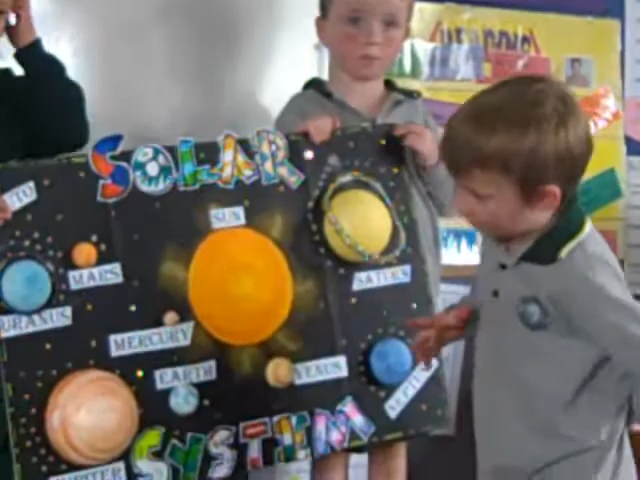 SOLAR
SUN
SATURN
MARS
URANUS
MERCURY
EARTH
VENUS
SYSTEM